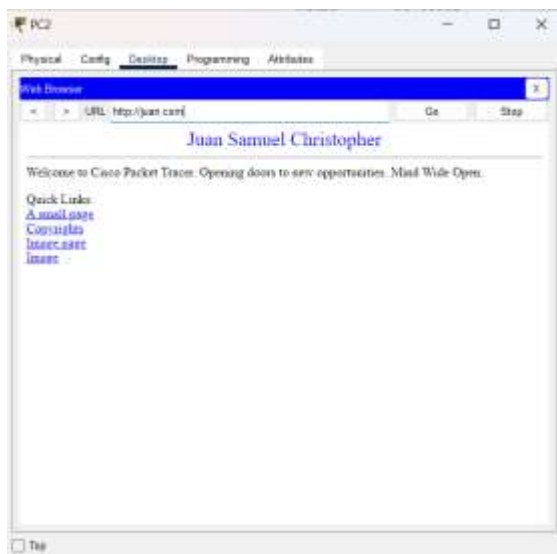 PC2
Physical Config Desktop Programming Attributes
Web Browser X
< > URL http://juan.com Go Stop
Juan Samuel Christopher
Welcome to Cisco Packet Tracer. Opening doors to new opportunities. Mind Wide Open.
Quick Links:
A small page
Copyrights
Image page
Image
Top